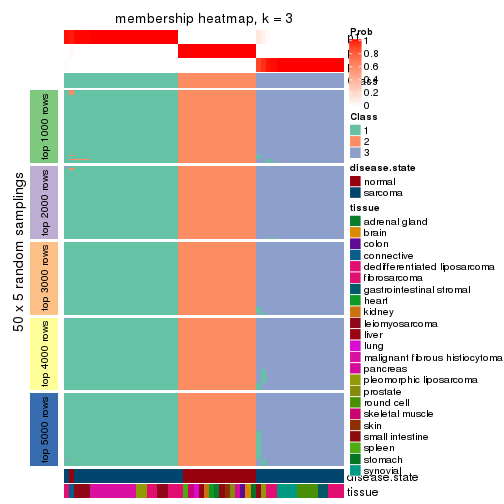 membership heatmap, k = 3
50 x 5 random samplings
top 1000 rows
top 2000 rows
top 3000 rows
top 4000 rows
top 5000 rows
disease.state
tissue
Prob
1
0.8
0.6
0.4
0.2
0
Class
1
2
3
disease.state
normal
sarcoma
tissue
adrenal gland
brain
colon
connective
dedifferentiated liposarcoma
fibrosarcoma
gastrointestinal stromal
heart
kidney
leiomyosarcoma
liver
lung
malignant fibrous histiocytoma
pancreas
pleomorphic liposarcoma
prostate
round cell
skeletal muscle
skin
small intestine
spleen
stomach
synovial